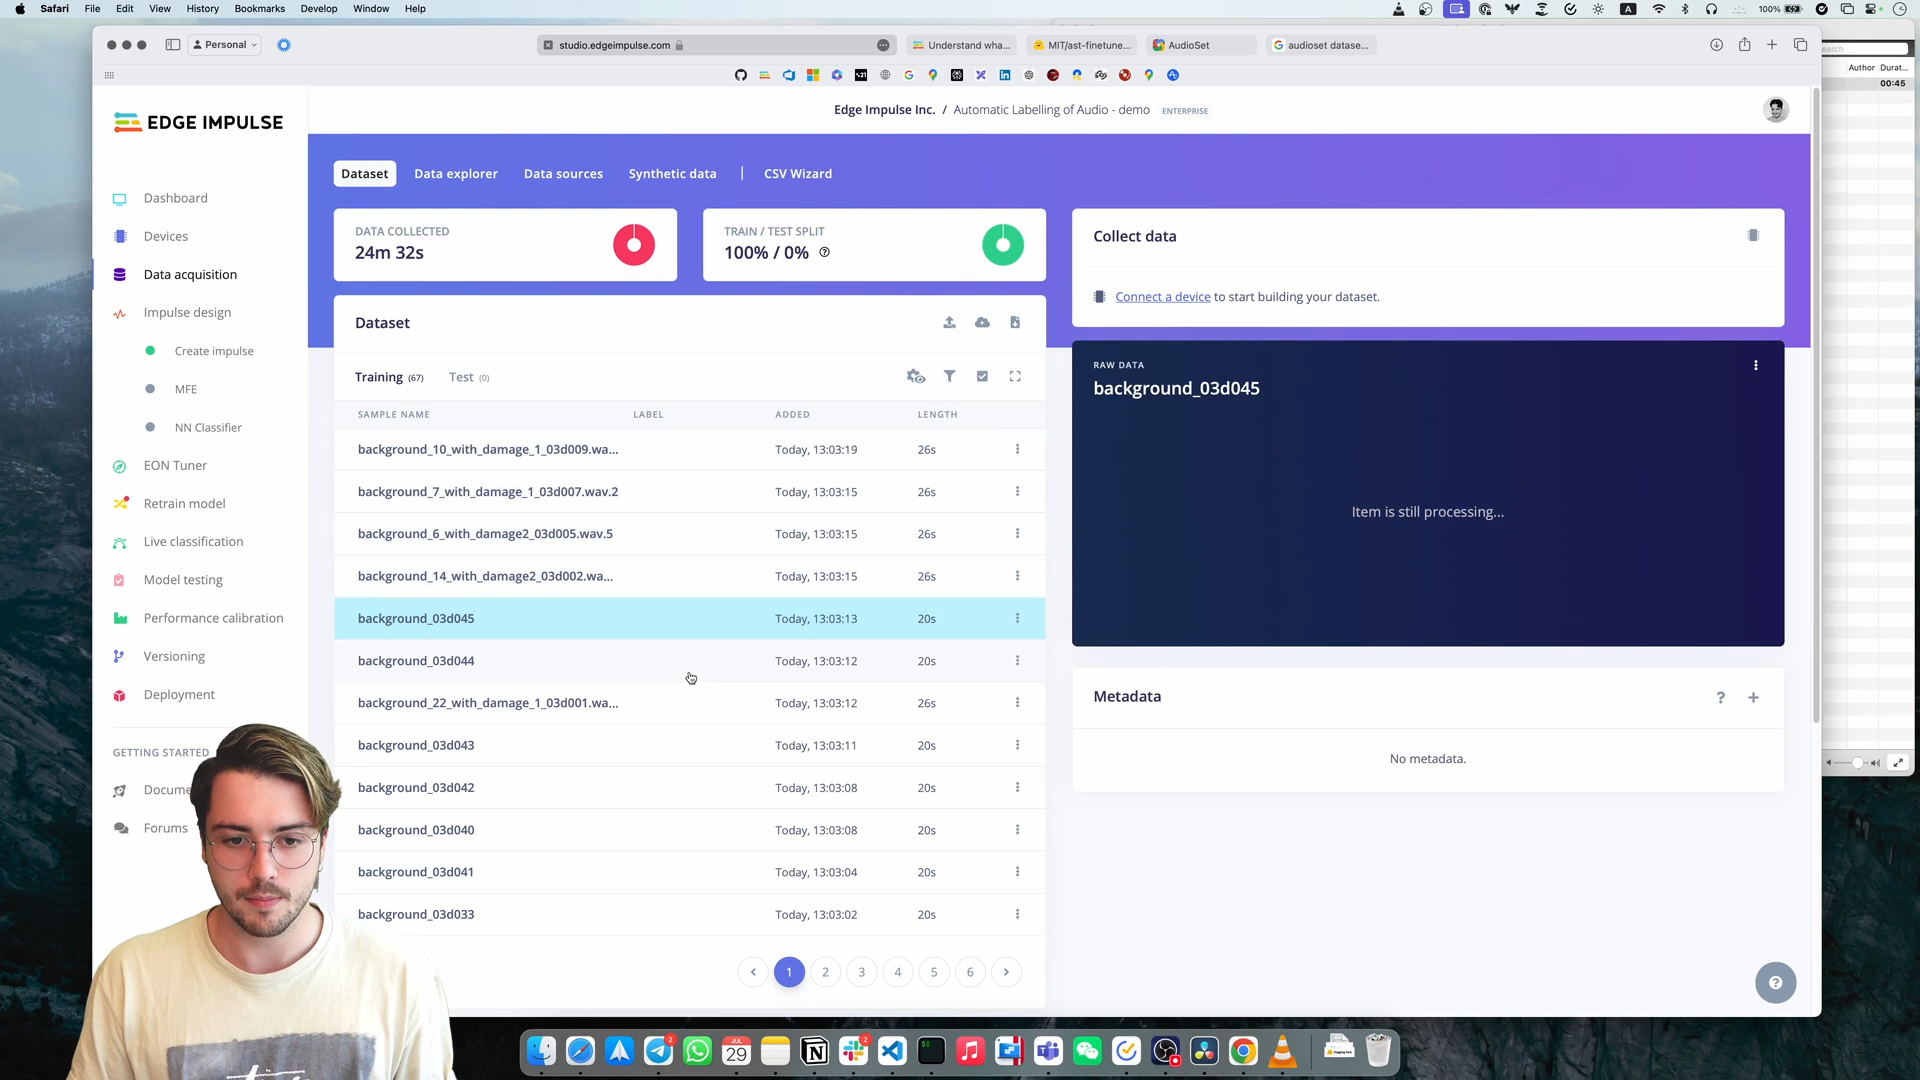 Safari File Edit View History Bookmarks Develop Window Help
100%
Personal
studio.edgeimpulse.com
Understand wha...
MIT/ast-finetune...
AudioSet
audioset datase...
Author Durat...
00:45
EDGE IMPULSE
Edge Impulse Inc. / Automatic Labelling of Audio - demo ENTERPRISE
Dashboard
Devices
Data acquisition
Impulse design
Create impulse
MFE
NN Classifier
EON Tuner
Retrain model
Live classification
Model testing
Performance calibration
Versioning
Deployment
GETTING STARTED
Docume
Forums
Dataset Data explorer Data sources Synthetic data | CSV Wizard
DATA COLLECTED
24m 32s
TRAIN / TEST SPLIT
100% / 0%
Dataset
Training (67) Test (0)
SAMPLE NAME LABEL ADDED LENGTH
background_10_with_damage_1_03d009.wa... Today, 13:03:19 26s
background_7_with_damage_1_03d007.wav.2 Today, 13:03:15 26s
background_6_with_damage2_03d005.wav.5 Today, 13:03:15 26s
background_14_with_damage2_03d002.wa... Today, 13:03:15 26s
background_03d045 Today, 13:03:13 20s
background_03d044 Today, 13:03:12 20s
background_22_with_damage_1_03d001.wa... Today, 13:03:12 26s
background_03d043 Today, 13:03:11 20s
background_03d042 Today, 13:03:08 20s
background_03d040 Today, 13:03:08 20s
background_03d041 Today, 13:03:04 20s
background_03d033 Today, 13:03:02 20s
1 2 3 4 5 6
Collect data
Connect a device to start building your dataset.
RAW DATA
background_03d045
Item is still processing...
Metadata
No metadata.
JUL
29